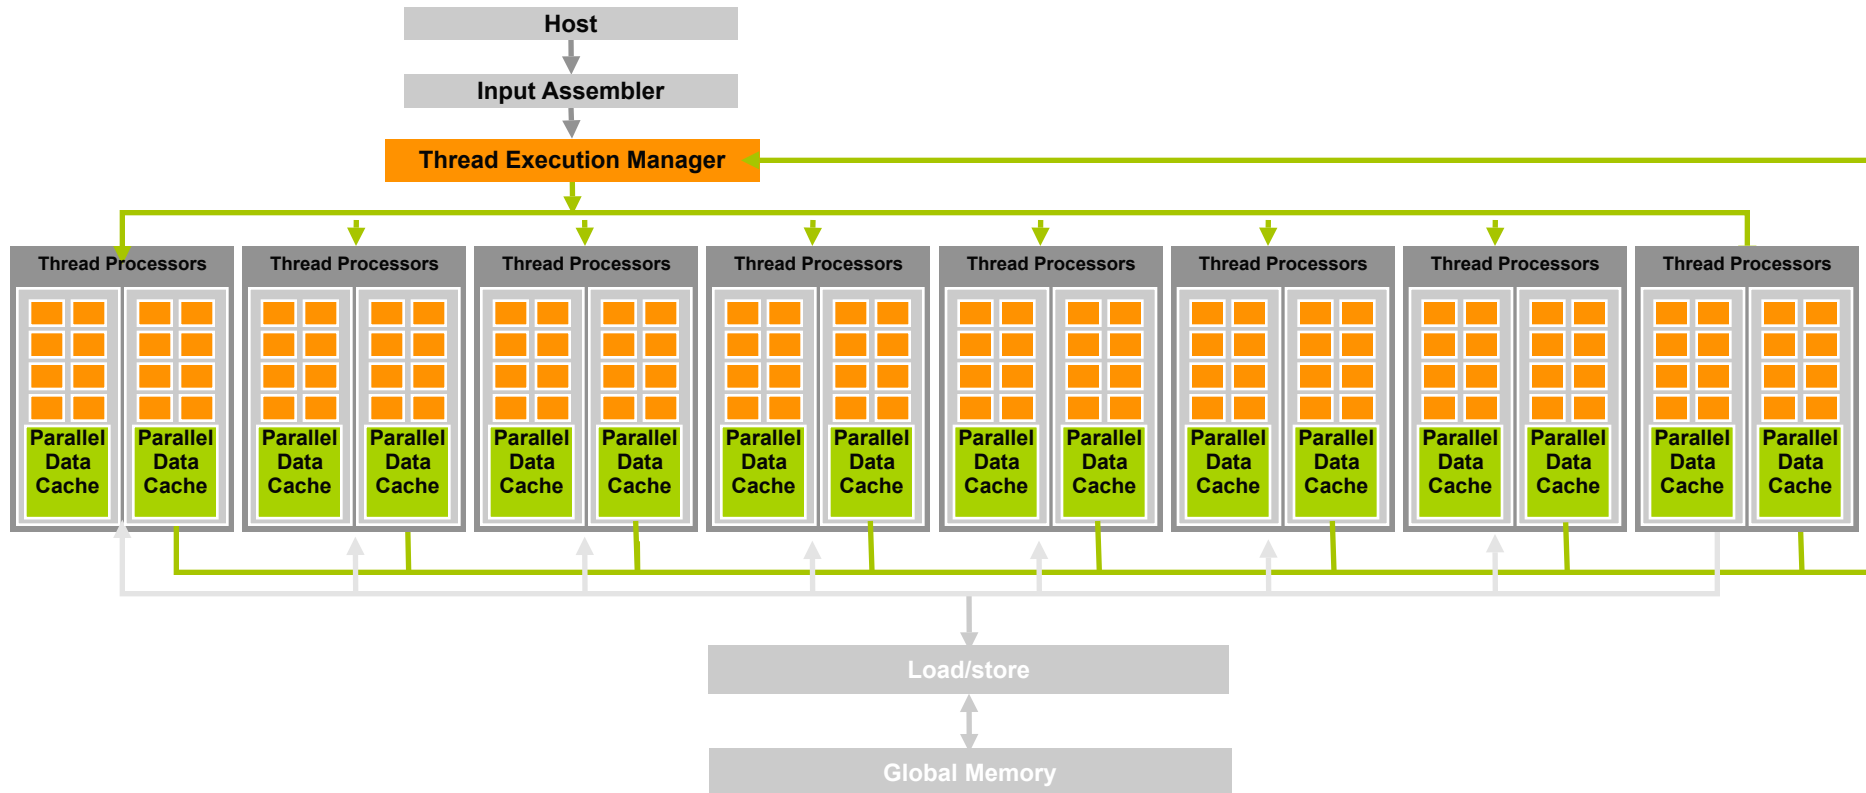 Host
Input Assembler
Thread Execution Manager
Thread Processors
Thread Processors
Thread Processors
Thread Processors
Thread Processors
Thread Processors
Thread Processors
Thread Processors
Parallel
Data
Cache
Parallel
Data
Cache
Parallel
Data
Cache
Parallel
Data
Cache
Parallel
Data
Cache
Parallel
Data
Cache
Parallel
Data
Cache
Parallel
Data
Cache
Parallel
Data
Cache
Parallel
Data
Cache
Parallel
Data
Cache
Parallel
Data
Cache
Parallel
Data
Cache
Parallel
Data
Cache
Parallel
Data
Cache
Parallel
Data
Cache
Load/store
Global Memory